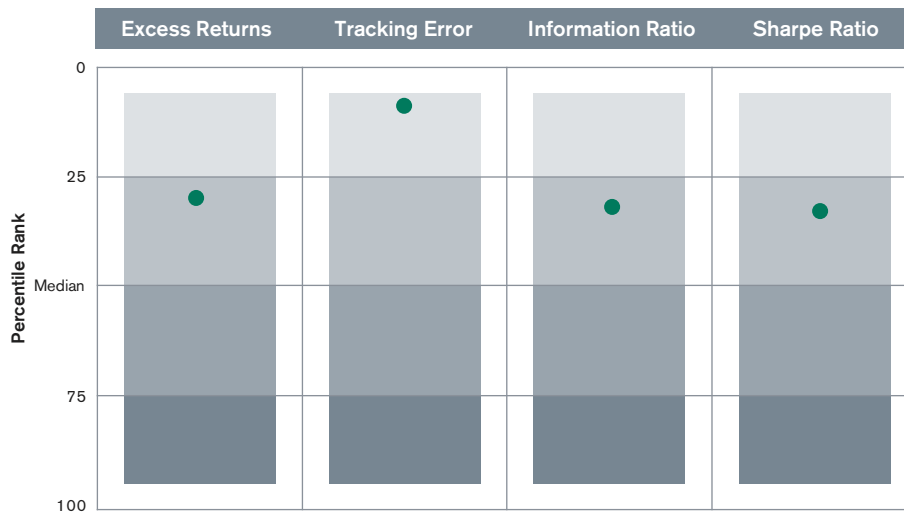 Excess Returns
Tracking Error
Information Ratio
Sharpe Ratio
Percentile Rank
0
25
Median
75
100